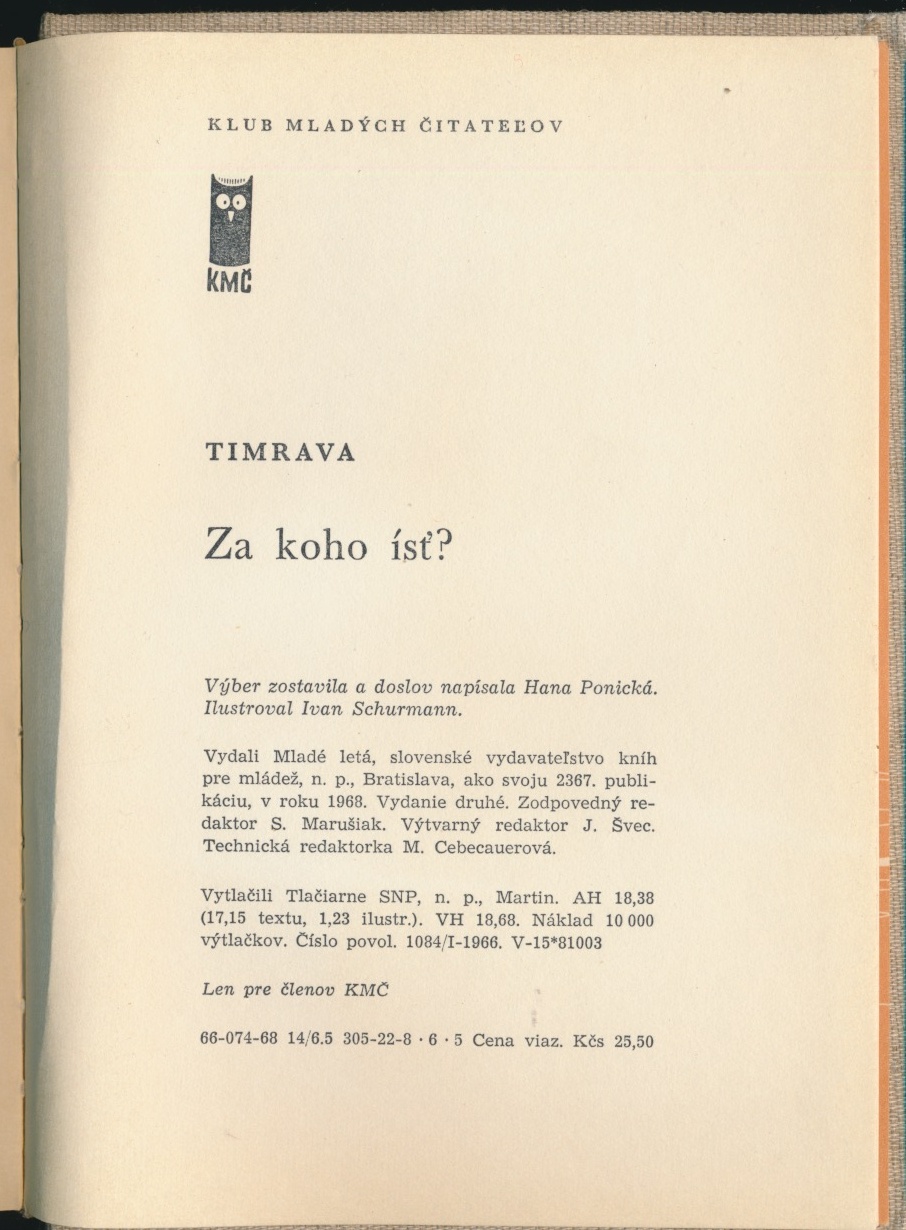 KLUB MLADÝCH ČITATEĽOV
KMČ
TIMRAVA
Za koho ísť?
Výber zostavila a doslov napísala Hana Ponická.
Ilustroval Ivan Schurmann.
Vydali Mladé letá, slovenské vydavateľstvo kníh
pre mládež, n. p., Bratislava, ako svoju 2367. publi-
káciu, v roku 1968. Vydanie druhé. Zodpovedný re-
daktor S. Marušiak. Výtvarný redaktor J. Švec.
Technická redaktorka M. Cebecauerová.
Vytlačili Tlačiarne SNP, n. p., Martin. AH 18,38
(17,15 textu, 1,23 ilustr.). VH 18,68. Náklad 10 000
výtlačkov. Číslo povol. 1084/I-1966. V-15*81003
Len pre členov KMČ
66-074-68 14/6.5 305-22-8 · 6 · 5 Cena viaz. Kčs 25,50